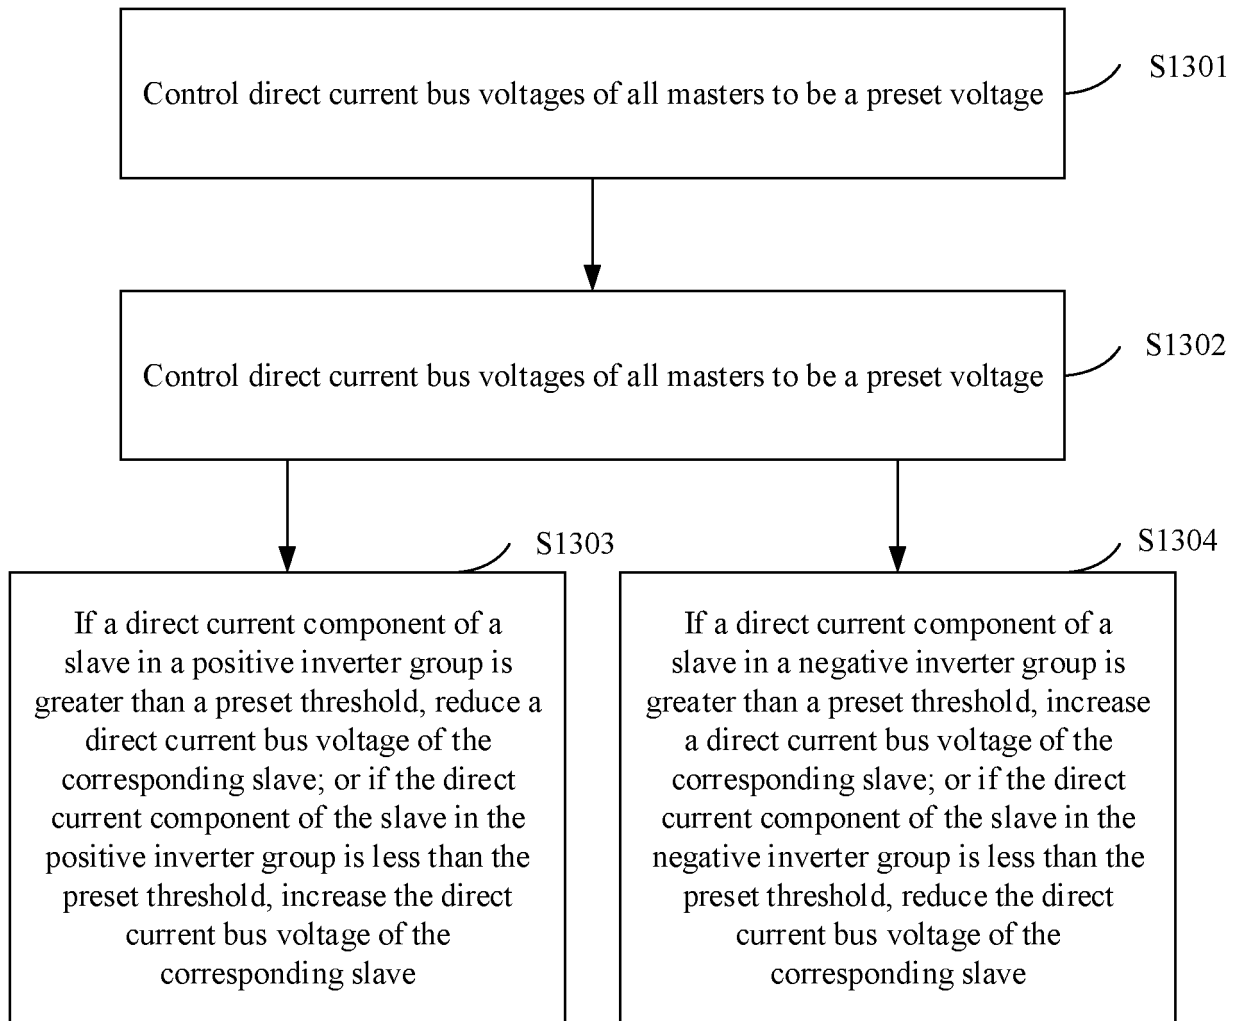 Control direct current bus voltages of all masters to be a preset voltage
S1301
Control direct current bus voltages of all masters to be a preset voltage
S1302
S1303
If a direct current component of a
slave in a positive inverter group is
greater than a preset threshold, reduce a
direct current bus voltage of the
corresponding slave; or if the direct
current component of the slave in the
positive inverter group is less than the
preset threshold, increase the direct
current bus voltage of the
corresponding slave
S1304
If a direct current component of a
slave in a negative inverter group is
greater than a preset threshold, increase
a direct current bus voltage of the
corresponding slave; or if the direct
current component of the slave in the
negative inverter group is less than the
preset threshold, reduce the direct
current bus voltage of the
corresponding slave